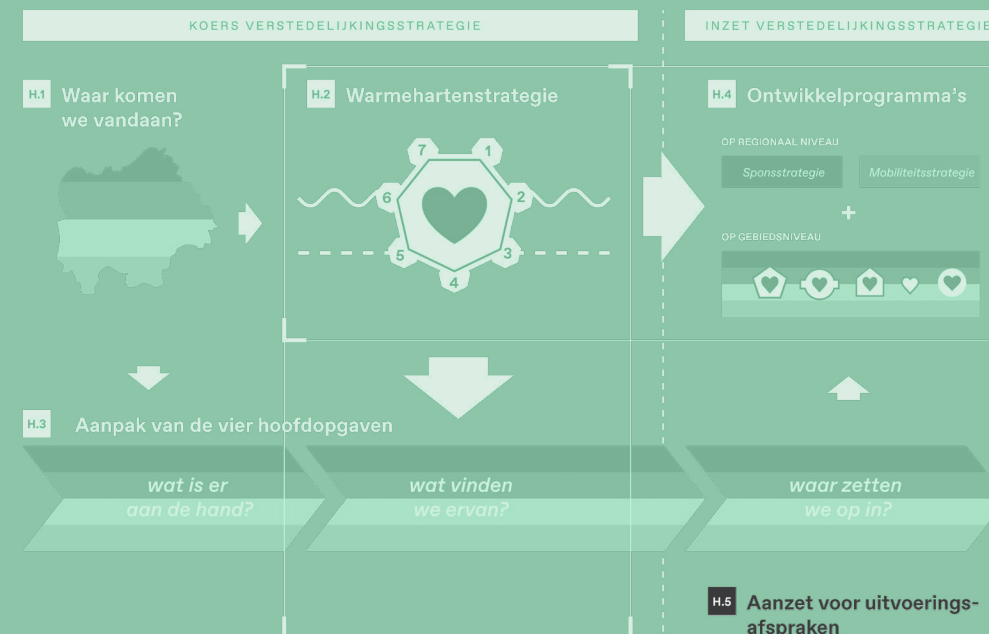 KOERS VERSTEDELIJKINGSSTRATEGIE
INZET VERSTEDELIJKINGSSTRATEGIE
H.1 Waar komen
we vandaan?
H.2 Warmehartenstrategie
7
1
6
2
5
3
4
H.4 Ontwikkelprogramma's
OP REGIONAAL NIVEAU
Sponsstrategie
Mobiliteitsstrategie
+
OP GEBIEDSNIVEAU
H.3 Aanpak van de vier hoofdopgaven
wat is er
aan de hand?
wat vinden
we ervan?
waar zetten
we op in?
H.5 Aanzet voor uitvoerings-
afspraken